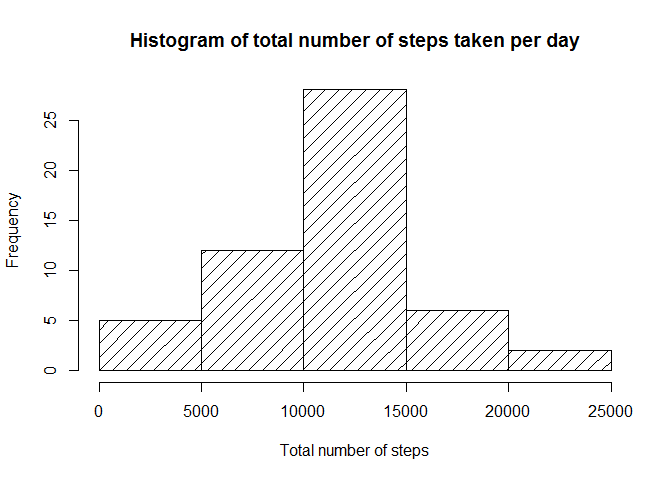 Histogram of total number of steps taken per day
Frequency
25
20
15
10
5
0
0 5000 10000 15000 20000 25000
Total number of steps